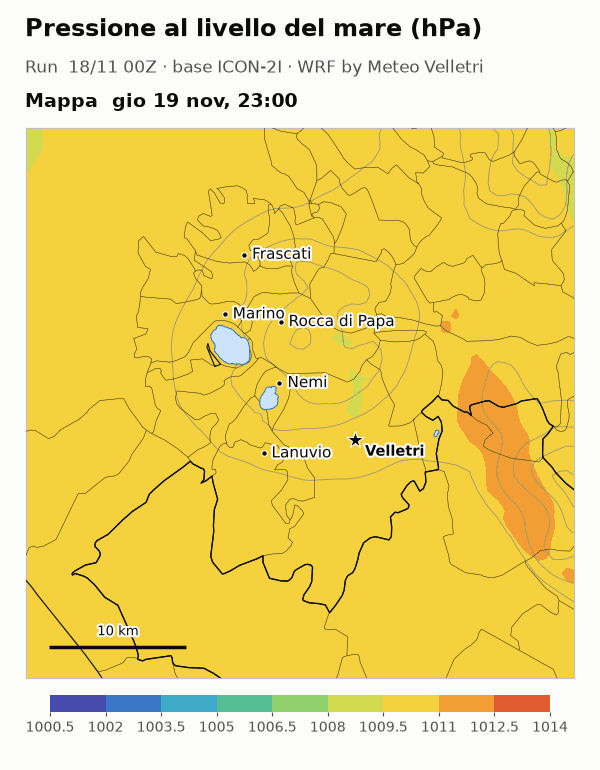 Pressione al livello del mare (hPa)
Run  18/11 00Z · base ICON-2I · WRF by Meteo Velletri
Mappa  gio 19 nov, 23:00
Frascati
Marino
Rocca di Papa
Nemi
Velletri
Lanuvio
10 km
1000.5 1002 1003.5 1005 1006.5 1008 1009.5 1011 1012.5 1014